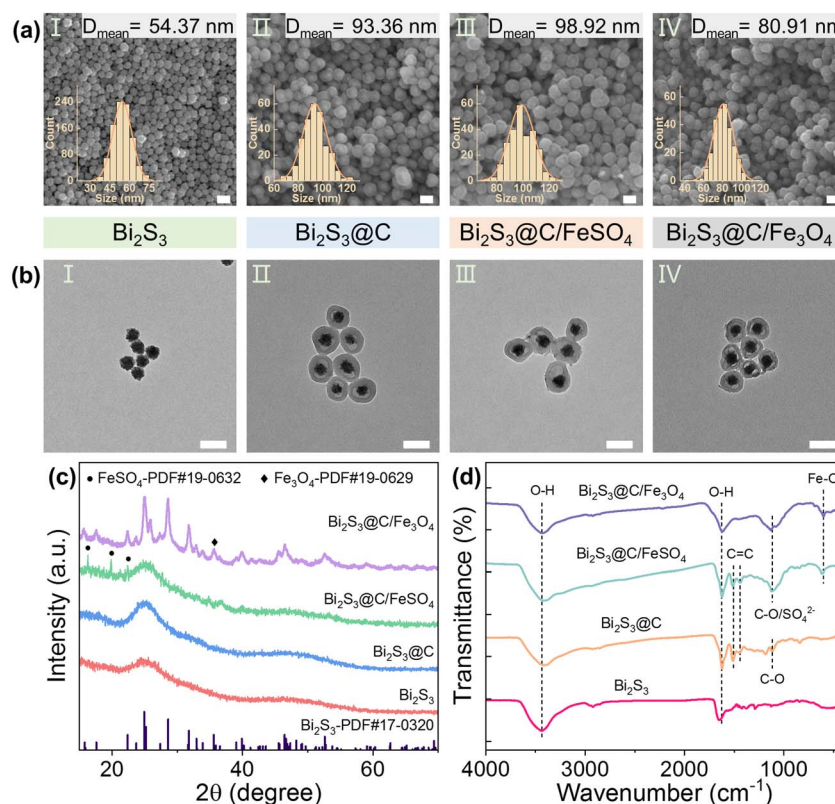 (a)
I D_mean = 54.37 nm
II D_mean = 93.36 nm
III D_mean = 98.92 nm
IV D_mean = 80.91 nm
Count
240
160
80
0
30 45 60 75
Size (nm)
Count
60
40
20
0
60 80 100 120
Size (nm)
Count
60
40
20
0
80 100 120
Size (nm)
Count
60
40
20
0
40 60 80 100 120
Size (nm)
Bi₂S₃
Bi₂S₃@C
Bi₂S₃@C/FeSO₄
Bi₂S₃@C/Fe₃O₄
(b)
I
II
III
IV
(c)
● FeSO₄-PDF#19-0632 ♦ Fe₃O₄-PDF#19-0629
Bi₂S₃@C/Fe₃O₄
Bi₂S₃@C/FeSO₄
Bi₂S₃@C
Bi₂S₃
Bi₂S₃-PDF#17-0320
Intensity (a.u.)
20 40 60
2θ (degree)
(d)
O-H
O-H
Bi₂S₃@C/Fe₃O₄
Bi₂S₃@C/FeSO₄
C=C
C-O/SO₄²⁻
Bi₂S₃@C
C-O
Bi₂S₃
Transmittance (%)
4000 3000 2000 1000
Wavenumber (cm⁻¹)